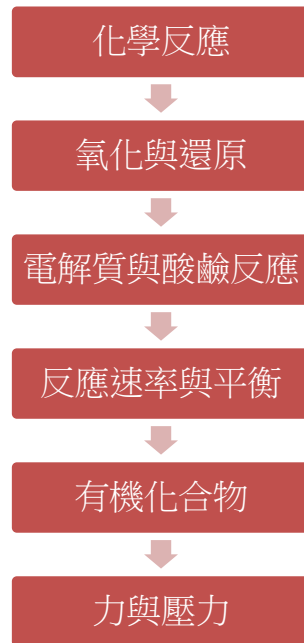 化學反應
氧化與還原
電解質與酸鹼反應
反應速率與平衡
有機化合物
力與壓力